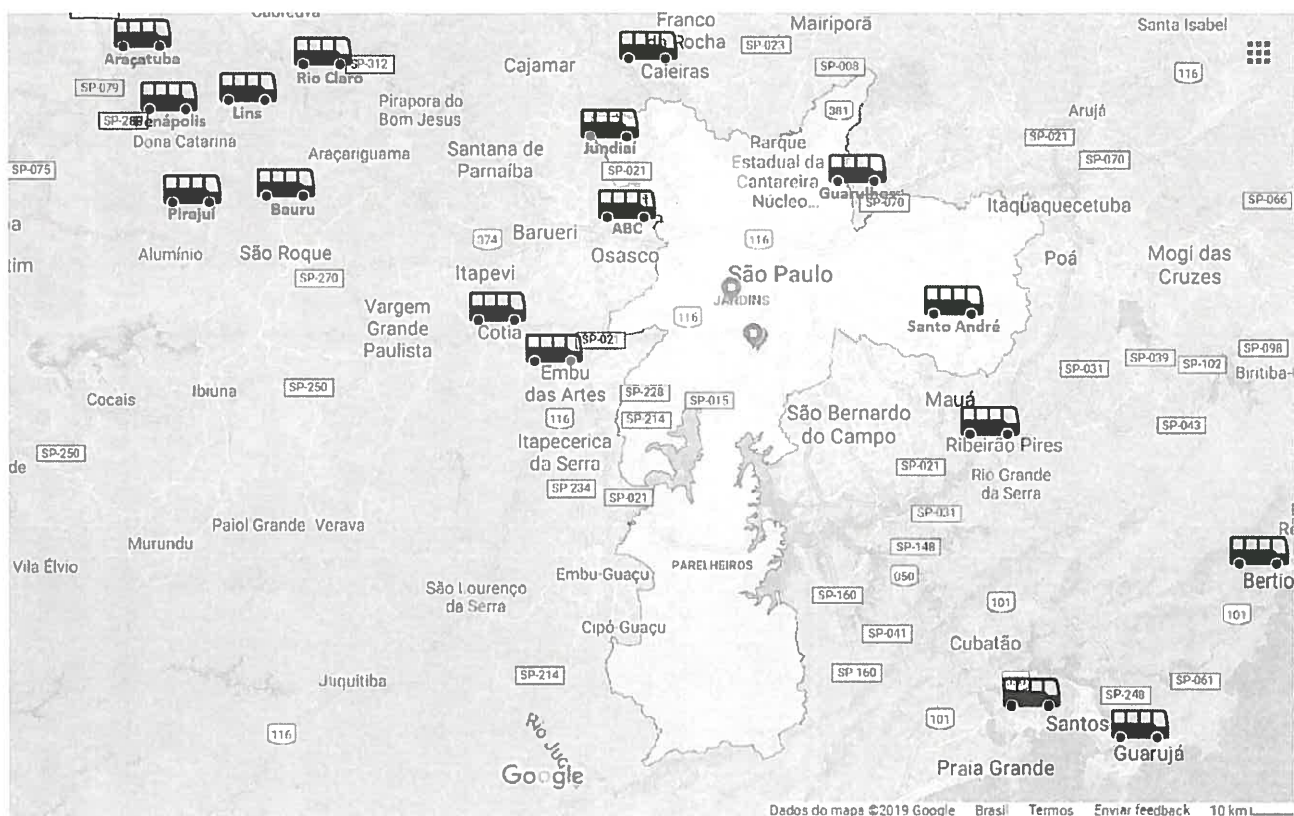 Franco
da Rocha
Mairiporã
Santa Isabel
Araçatuba
SP-023
Rio Claro
SP-312
Cajamar
Caieiras
SP-008
116
SP-079
Lins
Pirapora do
Bom Jesus
381
Arujá
Penápolis
Dona Catarina
SP-021
Jundiaí
Parque
Estadual da
Cantareira
Núcleo...
Araçariguama
Santana de
Parnaíba
SP-070
SP-075
SP-021
Guarulhos
SP-070
Itaquaquecetuba
SP-066
Pirajuí
Bauru
ABC
Barueri
374
116
Osasco
Alumínio
São Roque
Poá
Mogi das
Cruzes
tim
Itapevi
São Paulo
SP-270
JARDINS
Vargem
Grande
Paulista
Cotia
116
Santo André
SP-021
SP-039
SP-098
SP-031
SP-102
Embu
das Artes
Biritiba-
Cocais
Ibiuna
SP-250
SP-228
SP-015
Mauá
116
SP-214
São Bernardo
do Campo
SP-043
Itapecerica
da Serra
Ribeirão Pires
SP-250
de
SP-021
Rio Grande
da Serra
SP 234
SP-021
SP-031
Paiol Grande
Verava
Murundu
SP-148
Vila Élvio
PARELHEIROS
Embu-Guaçu
050
Bertio
São Lourenço
da Serra
SP-160
101
101
Cipó-Guaçu
SP-041
Cubatão
Juquitiba
SP-214
SP 160
SP-061
SP-248
116
101
Santos
Rio Juq
Guarujá
Google
Praia Grande
Dados do mapa ©2019 Google Brasil Termos Enviar feedback 10 km